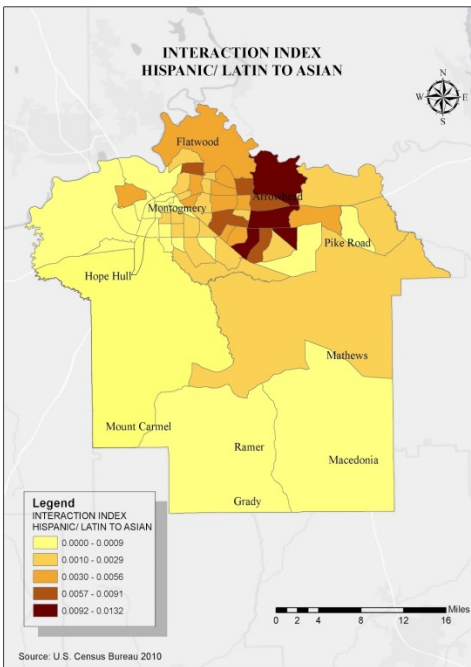 INTERACTION INDEX
HISPANIC/ LATIN TO ASIAN
N
W E
S
Flatwood
Arrowhead
Montgomery
Pike Road
Hope Hull
Mathews
Mount Carmel
Ramer
Macedonia
Grady
Legend
INTERACTION INDEX
HISPANIC/ LATIN TO ASIAN
0.0000 - 0.0009
0.0010 - 0.0029
0.0030 - 0.0056
0.0057 - 0.0091
0.0092 - 0.0132
Miles
0 2 4 8 12 16
Source: U.S. Census Bureau 2010